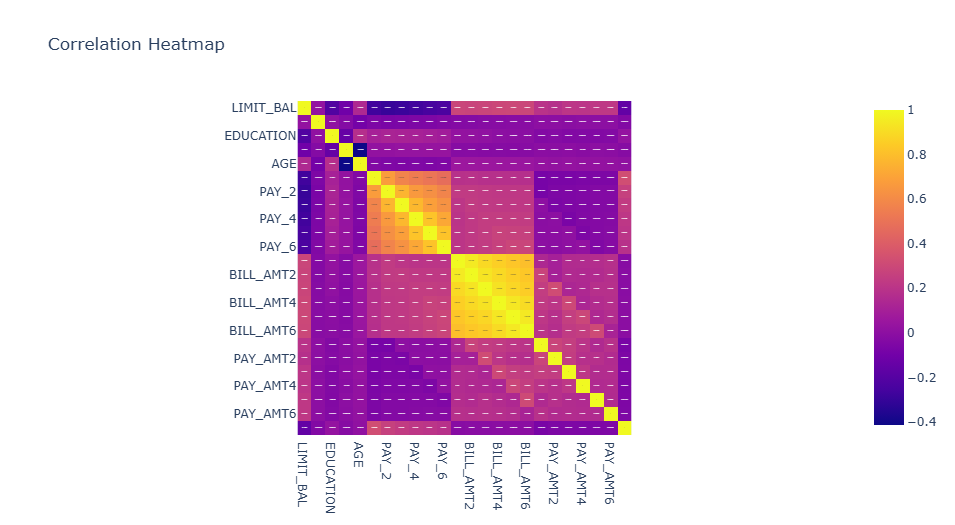 Correlation Heatmap
LIMIT_BAL
EDUCATION
AGE
PAY_2
PAY_4
PAY_6
BILL_AMT2
BILL_AMT4
BILL_AMT6
PAY_AMT2
PAY_AMT4
PAY_AMT6
LIMIT_BAL
EDUCATION
AGE
PAY_2
PAY_4
PAY_6
BILL_AMT2
BILL_AMT4
BILL_AMT6
PAY_AMT2
PAY_AMT4
PAY_AMT6
1
0.8
0.6
0.4
0.2
0
−0.2
−0.4